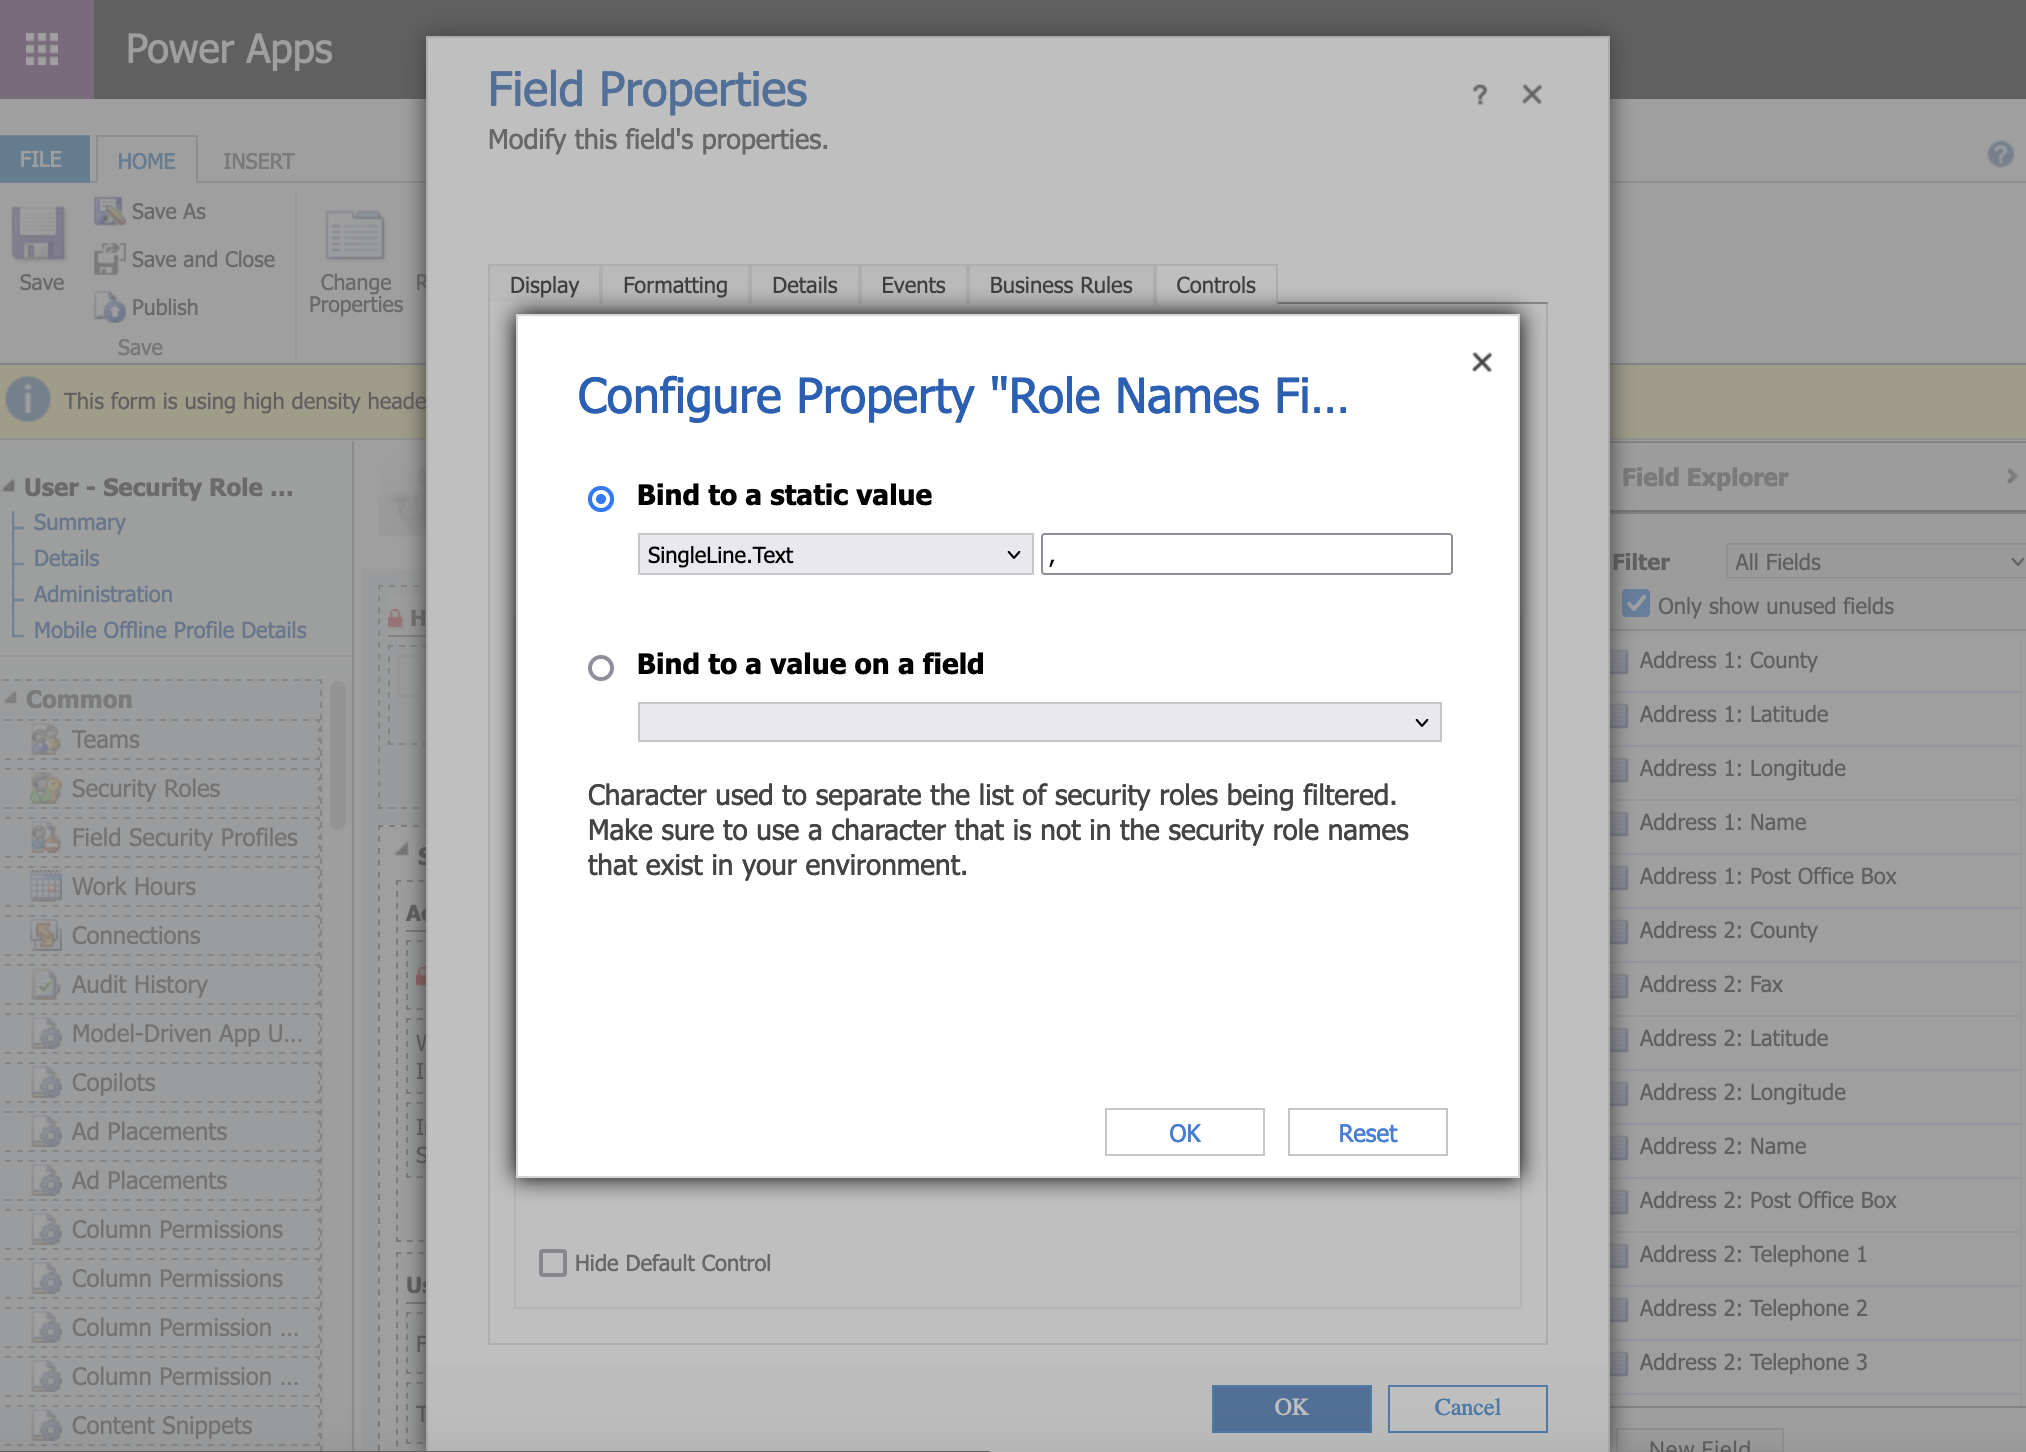 Power Apps
Field Properties
Modify this field's properties.
?
FILE
HOME
INSERT
Save
Save As
Save and Close
Publish
Save
Change
Properties
Display
Formatting
Details
Events
Business Rules
Controls
This form is using high density heade
Configure Property "Role Names Fi...
Bind to a static value
SingleLine.Text
,
Bind to a value on a field
Character used to separate the list of security roles being filtered.
Make sure to use a character that is not in the security role names
that exist in your environment.
OK
Reset
Hide Default Control
OK
Cancel
User - Security Role ...
Summary
Details
Administration
Mobile Offline Profile Details
Common
Teams
Security Roles
Field Security Profiles
Work Hours
Connections
Audit History
Model-Driven App U...
Copilots
Ad Placements
Ad Placements
Column Permissions
Column Permissions
Column Permission ...
Column Permission ...
Content Snippets
Field Explorer
Filter
All Fields
Only show unused fields
Address 1: County
Address 1: Latitude
Address 1: Longitude
Address 1: Name
Address 1: Post Office Box
Address 2: County
Address 2: Fax
Address 2: Latitude
Address 2: Longitude
Address 2: Name
Address 2: Post Office Box
Address 2: Telephone 1
Address 2: Telephone 2
Address 2: Telephone 3
New Field